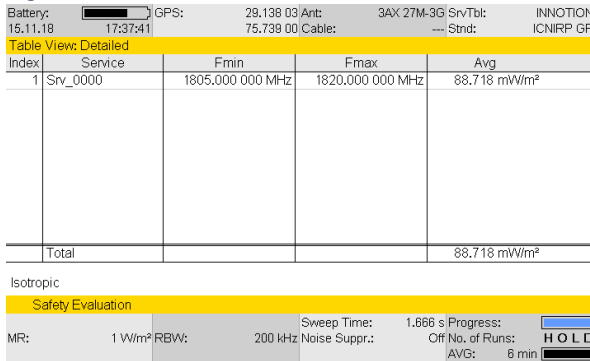 Battery: GPS: 29.138 03 Ant: 3AX 27M-3G SrvTbl: INNOTION
15.11.18 17:37:41 75.739 00 Cable: --- Stnd: ICNIRP GP
Table View: Detailed
Index Service Fmin Fmax Avg
1 Srv_0000 1805.000 000 MHz 1820.000 000 MHz 88.718 mW/m²
Total 88.718 mW/m²
Isotropic
Safety Evaluation
Sweep Time: 1.666 s Progress:
MR: 1 W/m² RBW: 200 kHz Noise Suppr.: Off No. of Runs: HOLD
AVG: 6 min